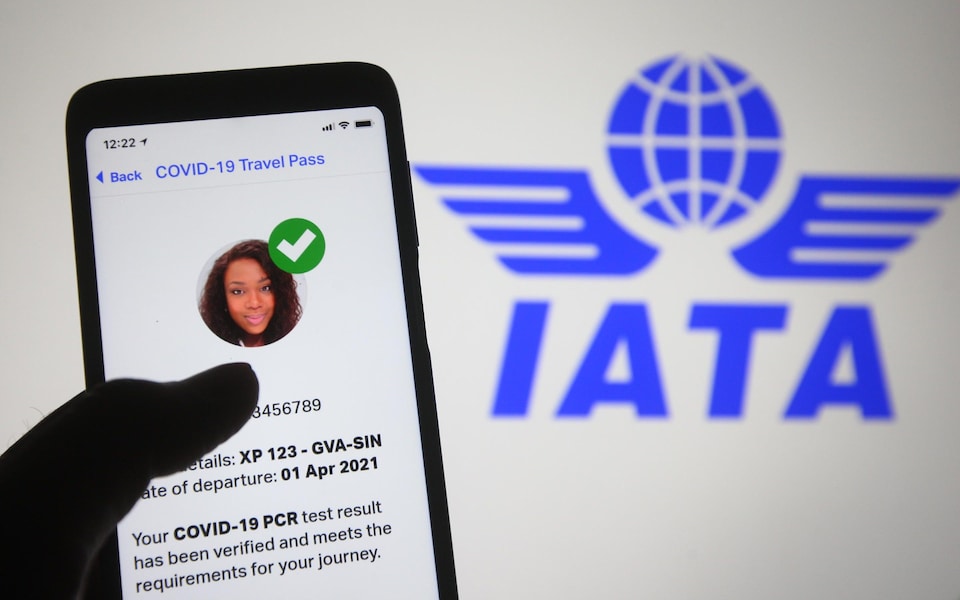 12:22
Back COVID-19 Travel Pass
3456789
etails: XP 123 - GVA-SIN
ate of departure: 01 Apr 2021
Your COVID-19 PCR test result
has been verified and meets the
requirements for your journey.
IATA